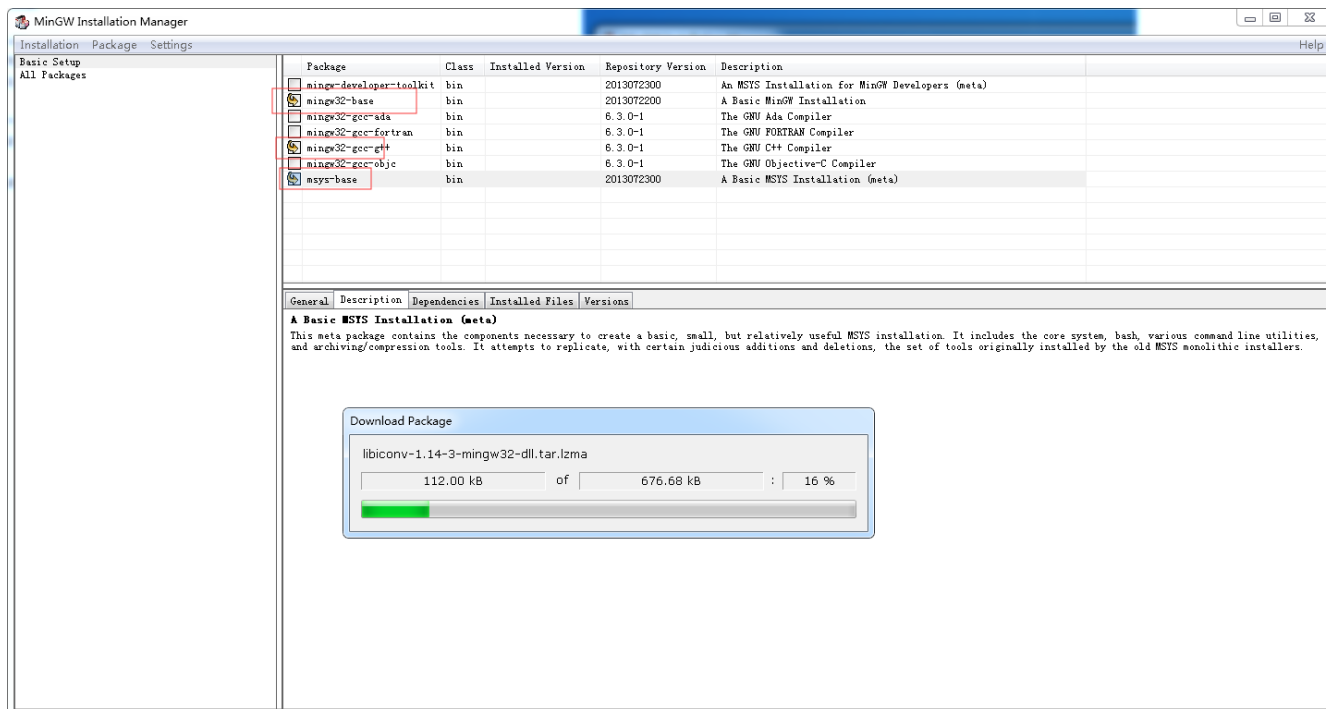 MinGW Installation Manager
Installation Package Settings Help
Basic Setup
All Packages
Package Class Installed Version Repository Version Description
mingw-developer-toolkit bin 2013072300 An MSYS Installation for MinGW Developers (meta)
mingw32-base bin 2013072200 A Basic MinGW Installation
mingw32-gcc-ada bin 6.3.0-1 The GNU Ada Compiler
mingw32-gcc-fortran bin 6.3.0-1 The GNU FORTRAN Compiler
mingw32-gcc-g++ bin 6.3.0-1 The GNU C++ Compiler
mingw32-gcc-objc bin 6.3.0-1 The GNU Objective-C Compiler
msys-base bin 2013072300 A Basic MSYS Installation (meta)
General Description Dependencies Installed Files Versions
A Basic MSYS Installation (meta)
This meta package contains the components necessary to create a basic, small, but relatively useful MSYS installation. It includes the core system, bash, various command line utilities,
and archiving/compression tools. It attempts to replicate, with certain judicious additions and deletions, the set of tools originally installed by the old MSYS monolithic installers.
Download Package
libiconv-1.14-3-mingw32-dll.tar.lzma
112.00 kB of 676.68 kB : 16 %